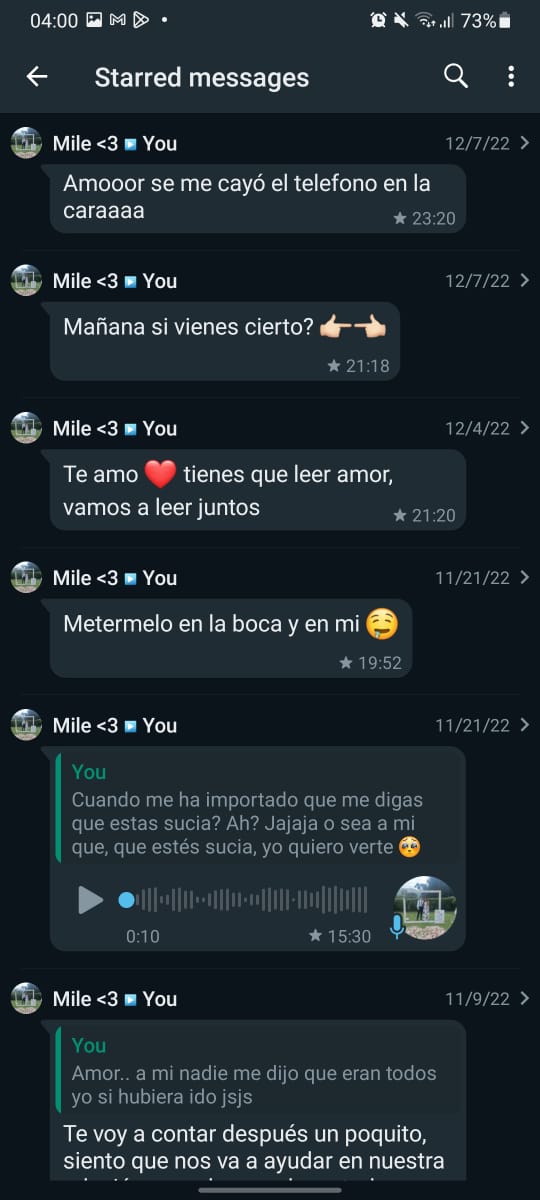 04:00 73%
Starred messages
Mile <3 ▶ You 12/7/22
Amooor se me cayó el telefono en la
caraaaa
★ 23:20
Mile <3 ▶ You 12/7/22
Mañana si vienes cierto? 👉🏻👈🏻
★ 21:18
Mile <3 ▶ You 12/4/22
Te amo ❤️ tienes que leer amor,
vamos a leer juntos
★ 21:20
Mile <3 ▶ You 11/21/22
Metermelo en la boca y en mi 🤤
★ 19:52
Mile <3 ▶ You 11/21/22
You
Cuando me ha importado que me digas
que estas sucia? Ah? Jajaja o sea a mi
que, que estés sucia, yo quiero verte 🥺
0:10 ★ 15:30
Mile <3 ▶ You 11/9/22
You
Amor.. a mi nadie me dijo que eran todos
yo si hubiera ido jsjs
Te voy a contar después un poquito,
siento que nos va a ayudar en nuestra